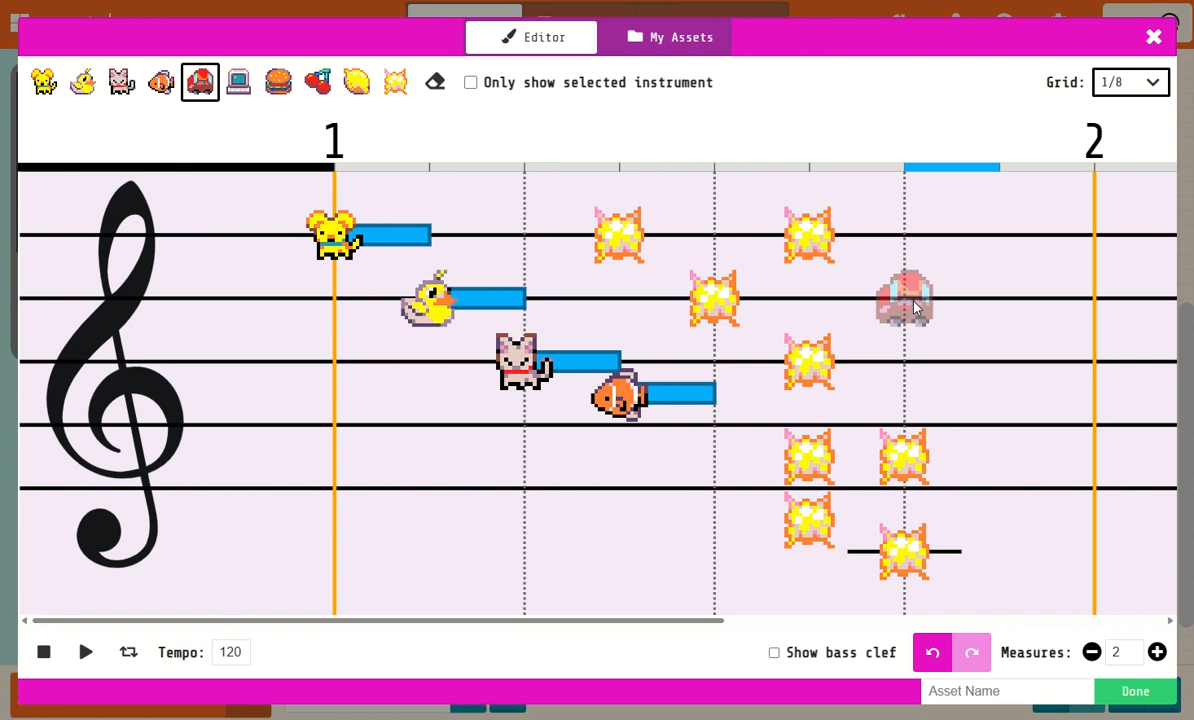 Editor
My Assets
Only show selected instrument
Grid: 1/8
1
2
Tempo: 120
Show bass clef
Measures: 2
Asset Name
Done